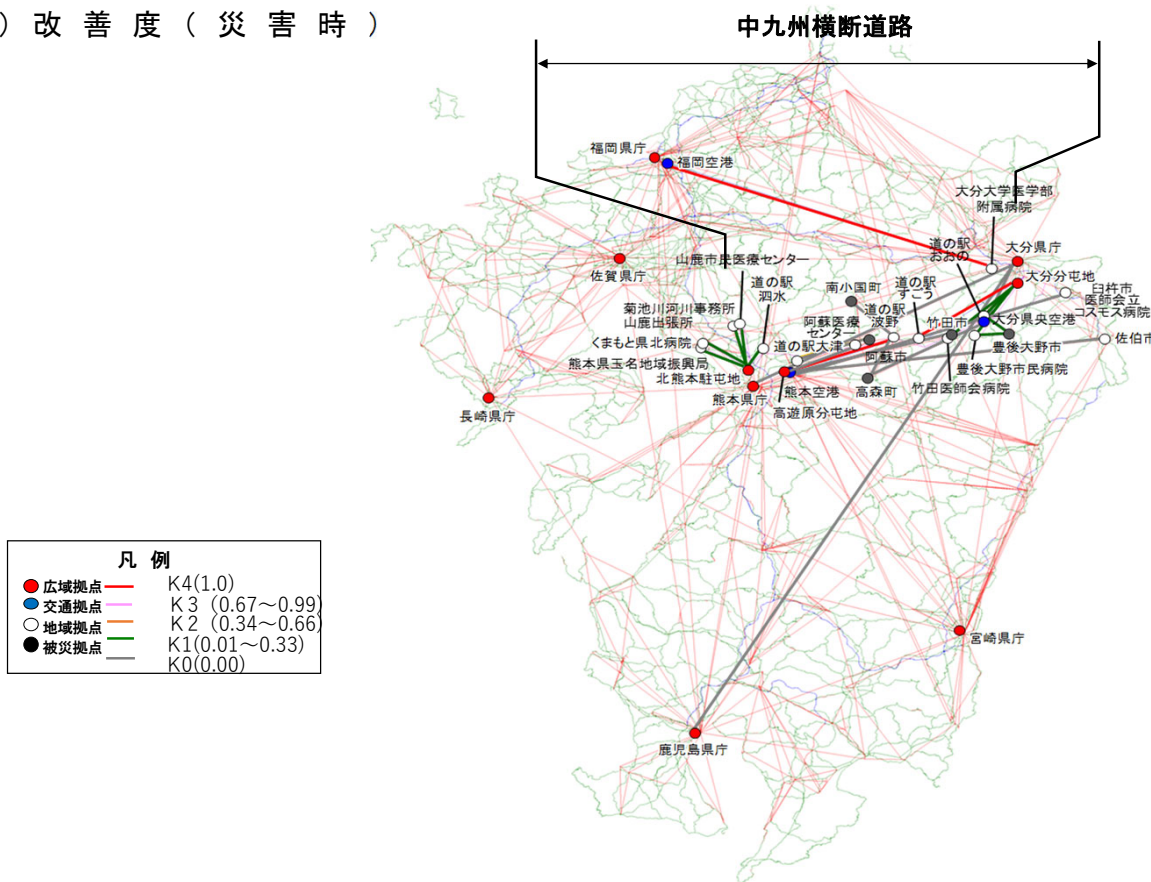 ）改善度（災害時）
中九州横断道路
福岡県庁
福岡空港
大分大学医学部
附属病院
道の駅
おおの
大分県庁
佐賀県庁
山鹿市民医療センター
大分分屯地
道の駅
泗水
南小国町
道の駅
すごう
臼杵市
医師会立
コスモス病院
菊池川河川事務所
山鹿出張所
道の駅
波野
阿蘇医療
センター
竹田市
大分県央空港
くまもと県北病院
道の駅大津
佐伯市
豊後大野市
阿蘇市
熊本県玉名地域振興局
豊後大野市民病院
北熊本駐屯地
熊本空港
高森町
竹田医師会病院
熊本県庁
高遊原分屯地
長崎県庁
凡 例
広域拠点
K4(1.0)
交通拠点
K3（0.67～0.99)
地域拠点
K2（0.34～0.66)
被災拠点
K1(0.01～0.33)
K0(0.00)
宮崎県庁
鹿児島県庁